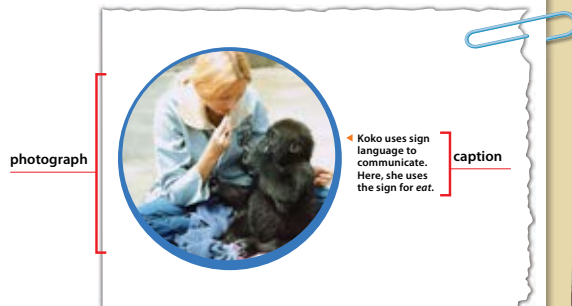 photograph
Koko uses sign
language to
communicate.
Here, she uses
the sign for eat.
caption